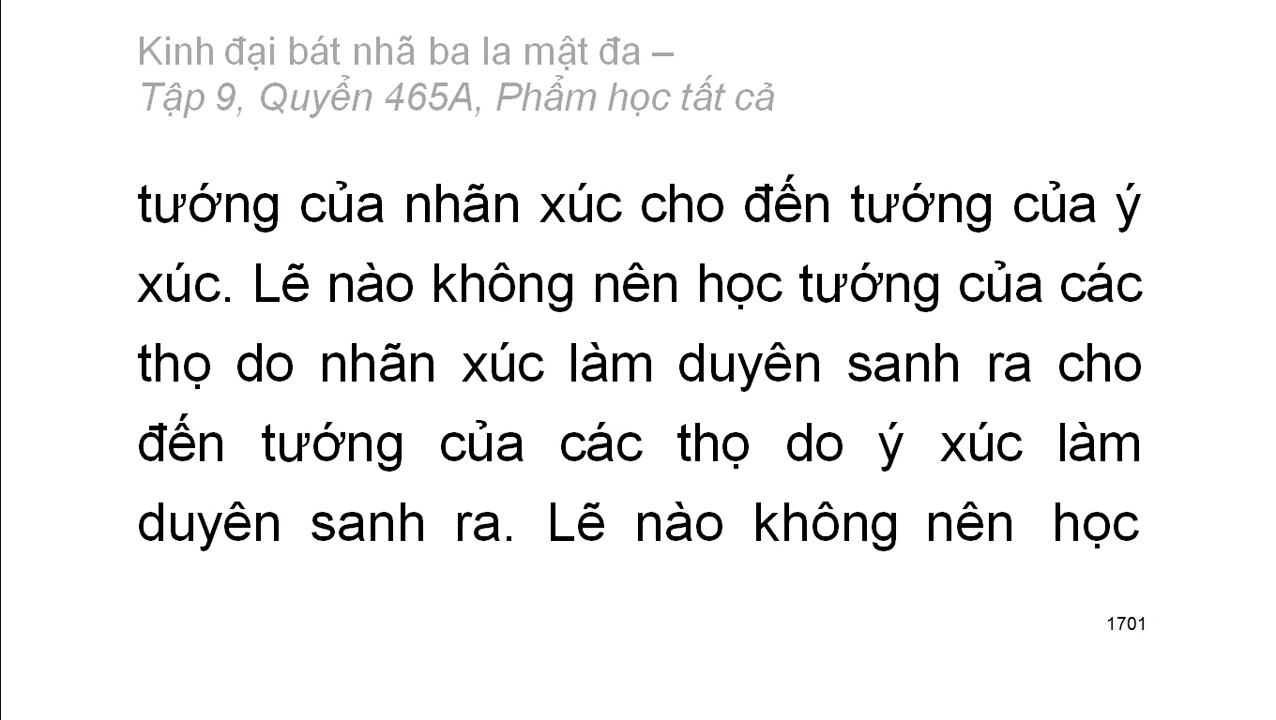 Kinh đại bát nhã ba la mật đa –
Tập 9, Quyển 465A, Phẩm học tất cả
tướng của nhãn xúc cho đến tướng của ý
xúc. Lẽ nào không nên học tướng của các
thọ do nhãn xúc làm duyên sanh ra cho
đến tướng của các thọ do ý xúc làm
duyên sanh ra. Lẽ nào không nên học
1701